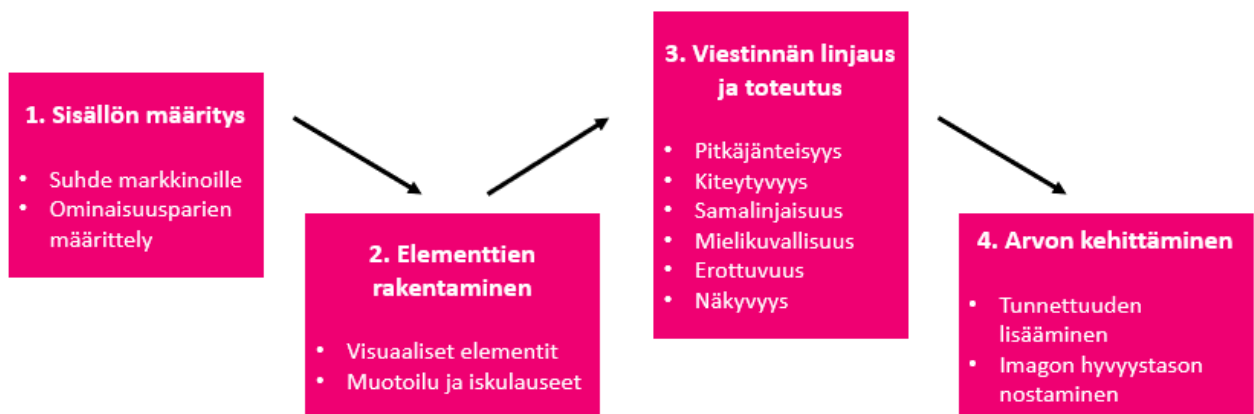 1. Sisällön määritys
• Suhde markkinoille
• Ominaisuusparien
määrittely
2. Elementtien
rakentaminen
• Visuaaliset elementit
• Muotoilu ja iskulauseet
3. Viestinnän linjaus
ja toteutus
• Pitkäjänteisyys
• Kiteytyvyys
• Samalinjaisuus
• Mielikuvallisuus
• Erottuvuus
• Näkyvyys
4. Arvon kehittäminen
• Tunnettuuden
lisääminen
• Imagon hyvyystason
nostaminen